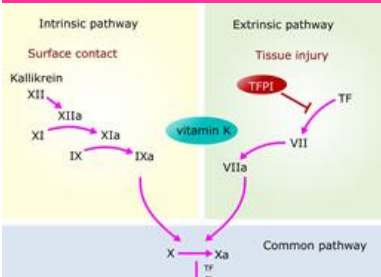 Intrinsic pathway
Surface contact
Kallikrein
XII
XIIa
XI
XIa
IX
IXa
vitamin K
Extrinsic pathway
Tissue injury
TFPI
TF
VII
VIIa
Common pathway
X
Xa
TF